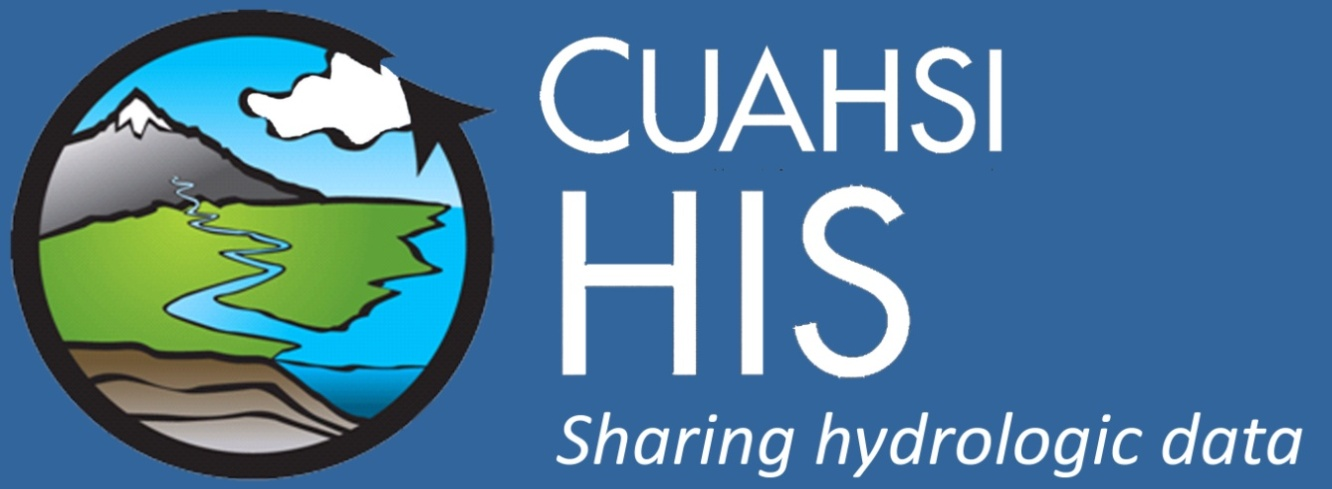 CUAHSI
HIS
Sharing hydrologic data